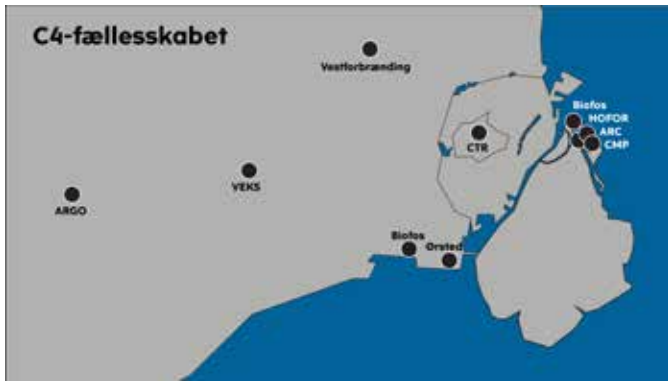 C4-fællesskabet
Vestforbrænding
Biofos
HOFOR
ARC
CMP
CTR
VEKS
ARGO
Biofos
Ørsted